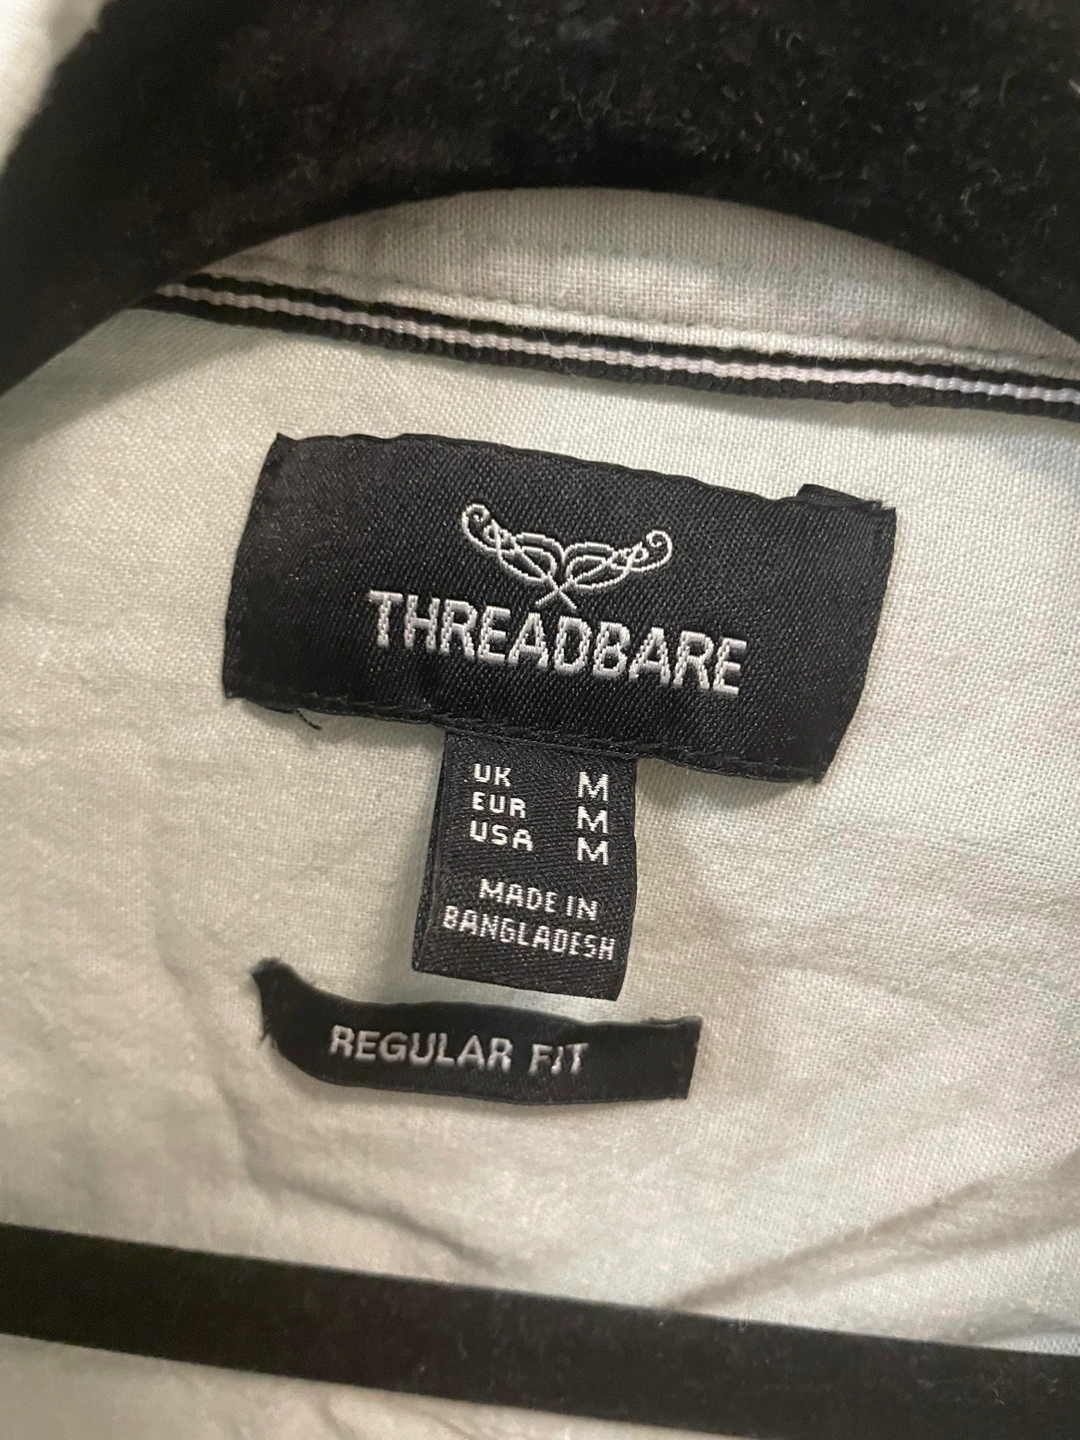 THREADBARE
UK M
EUR M
USA M
MADE IN
BANGLADESH
REGULAR FIT